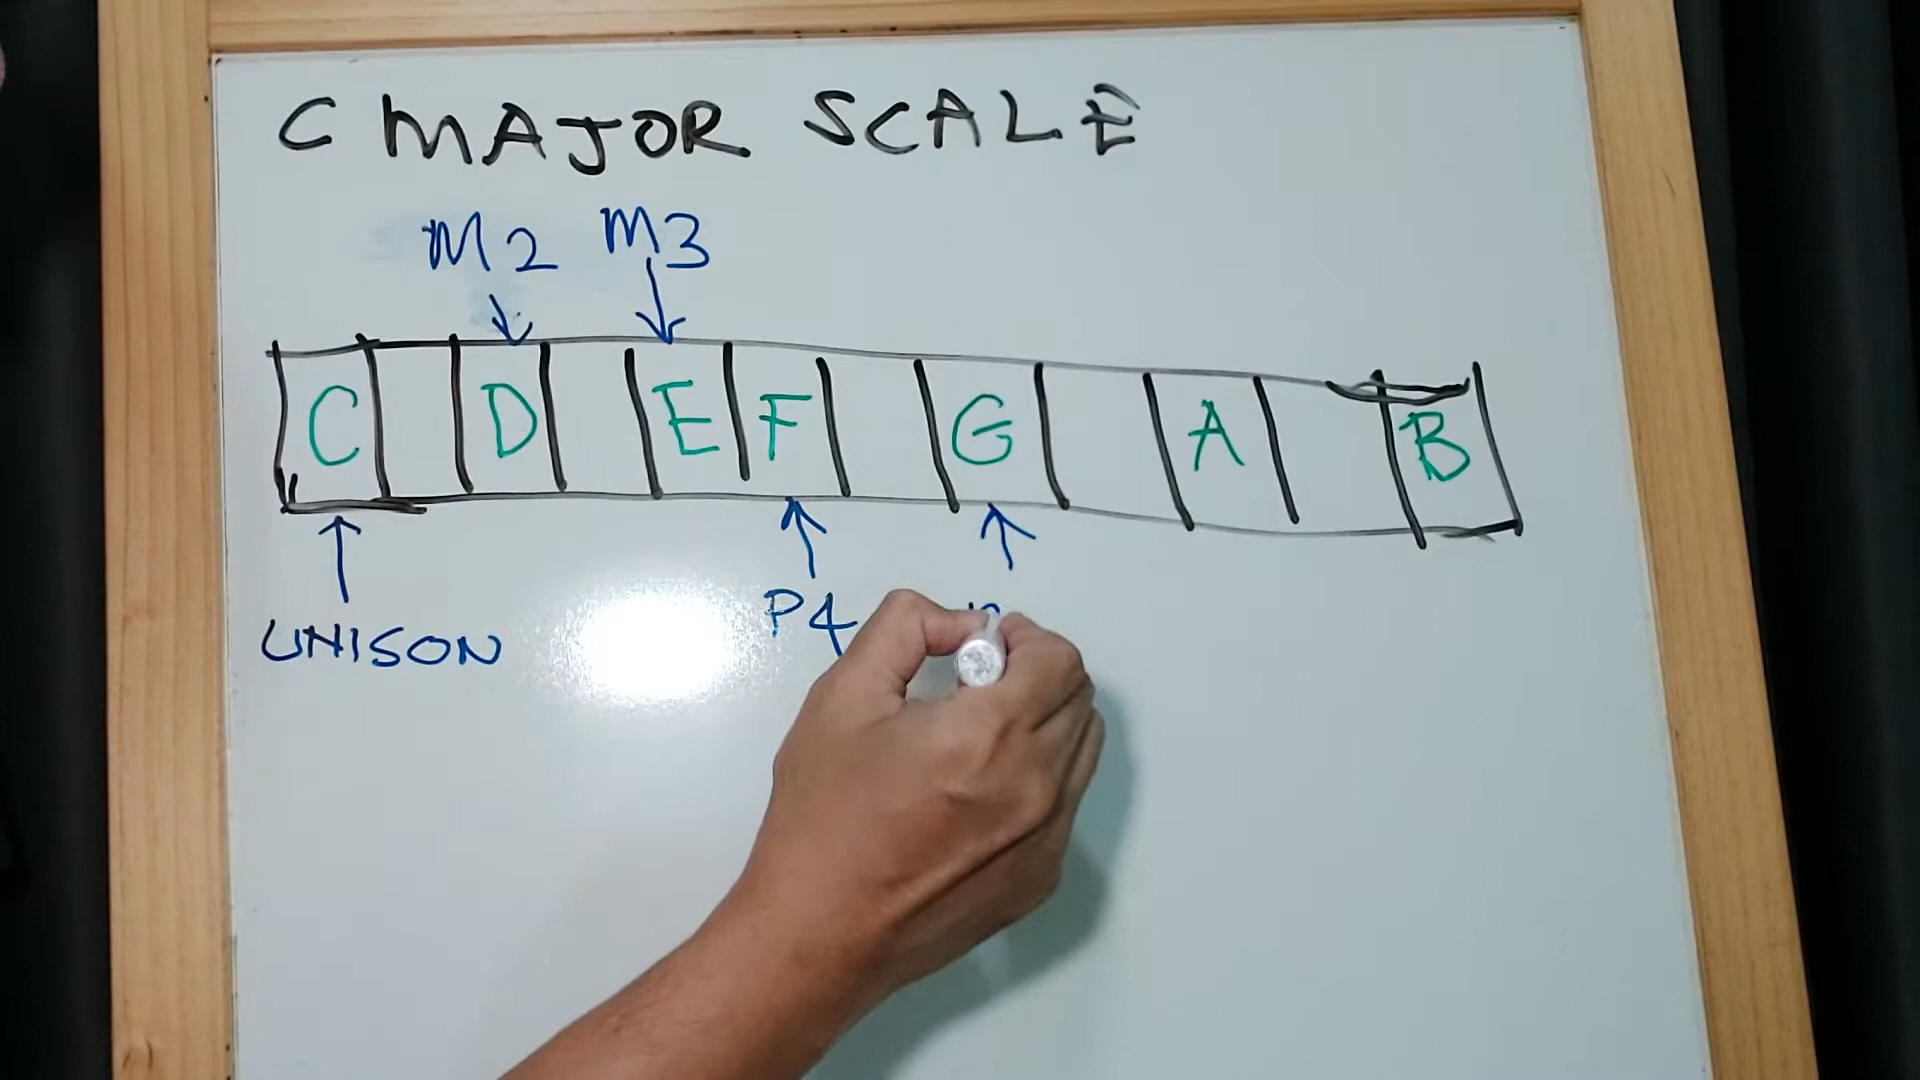 C MAJOR SCALE
M2 M3
C D E F G A B
P4
UNISON